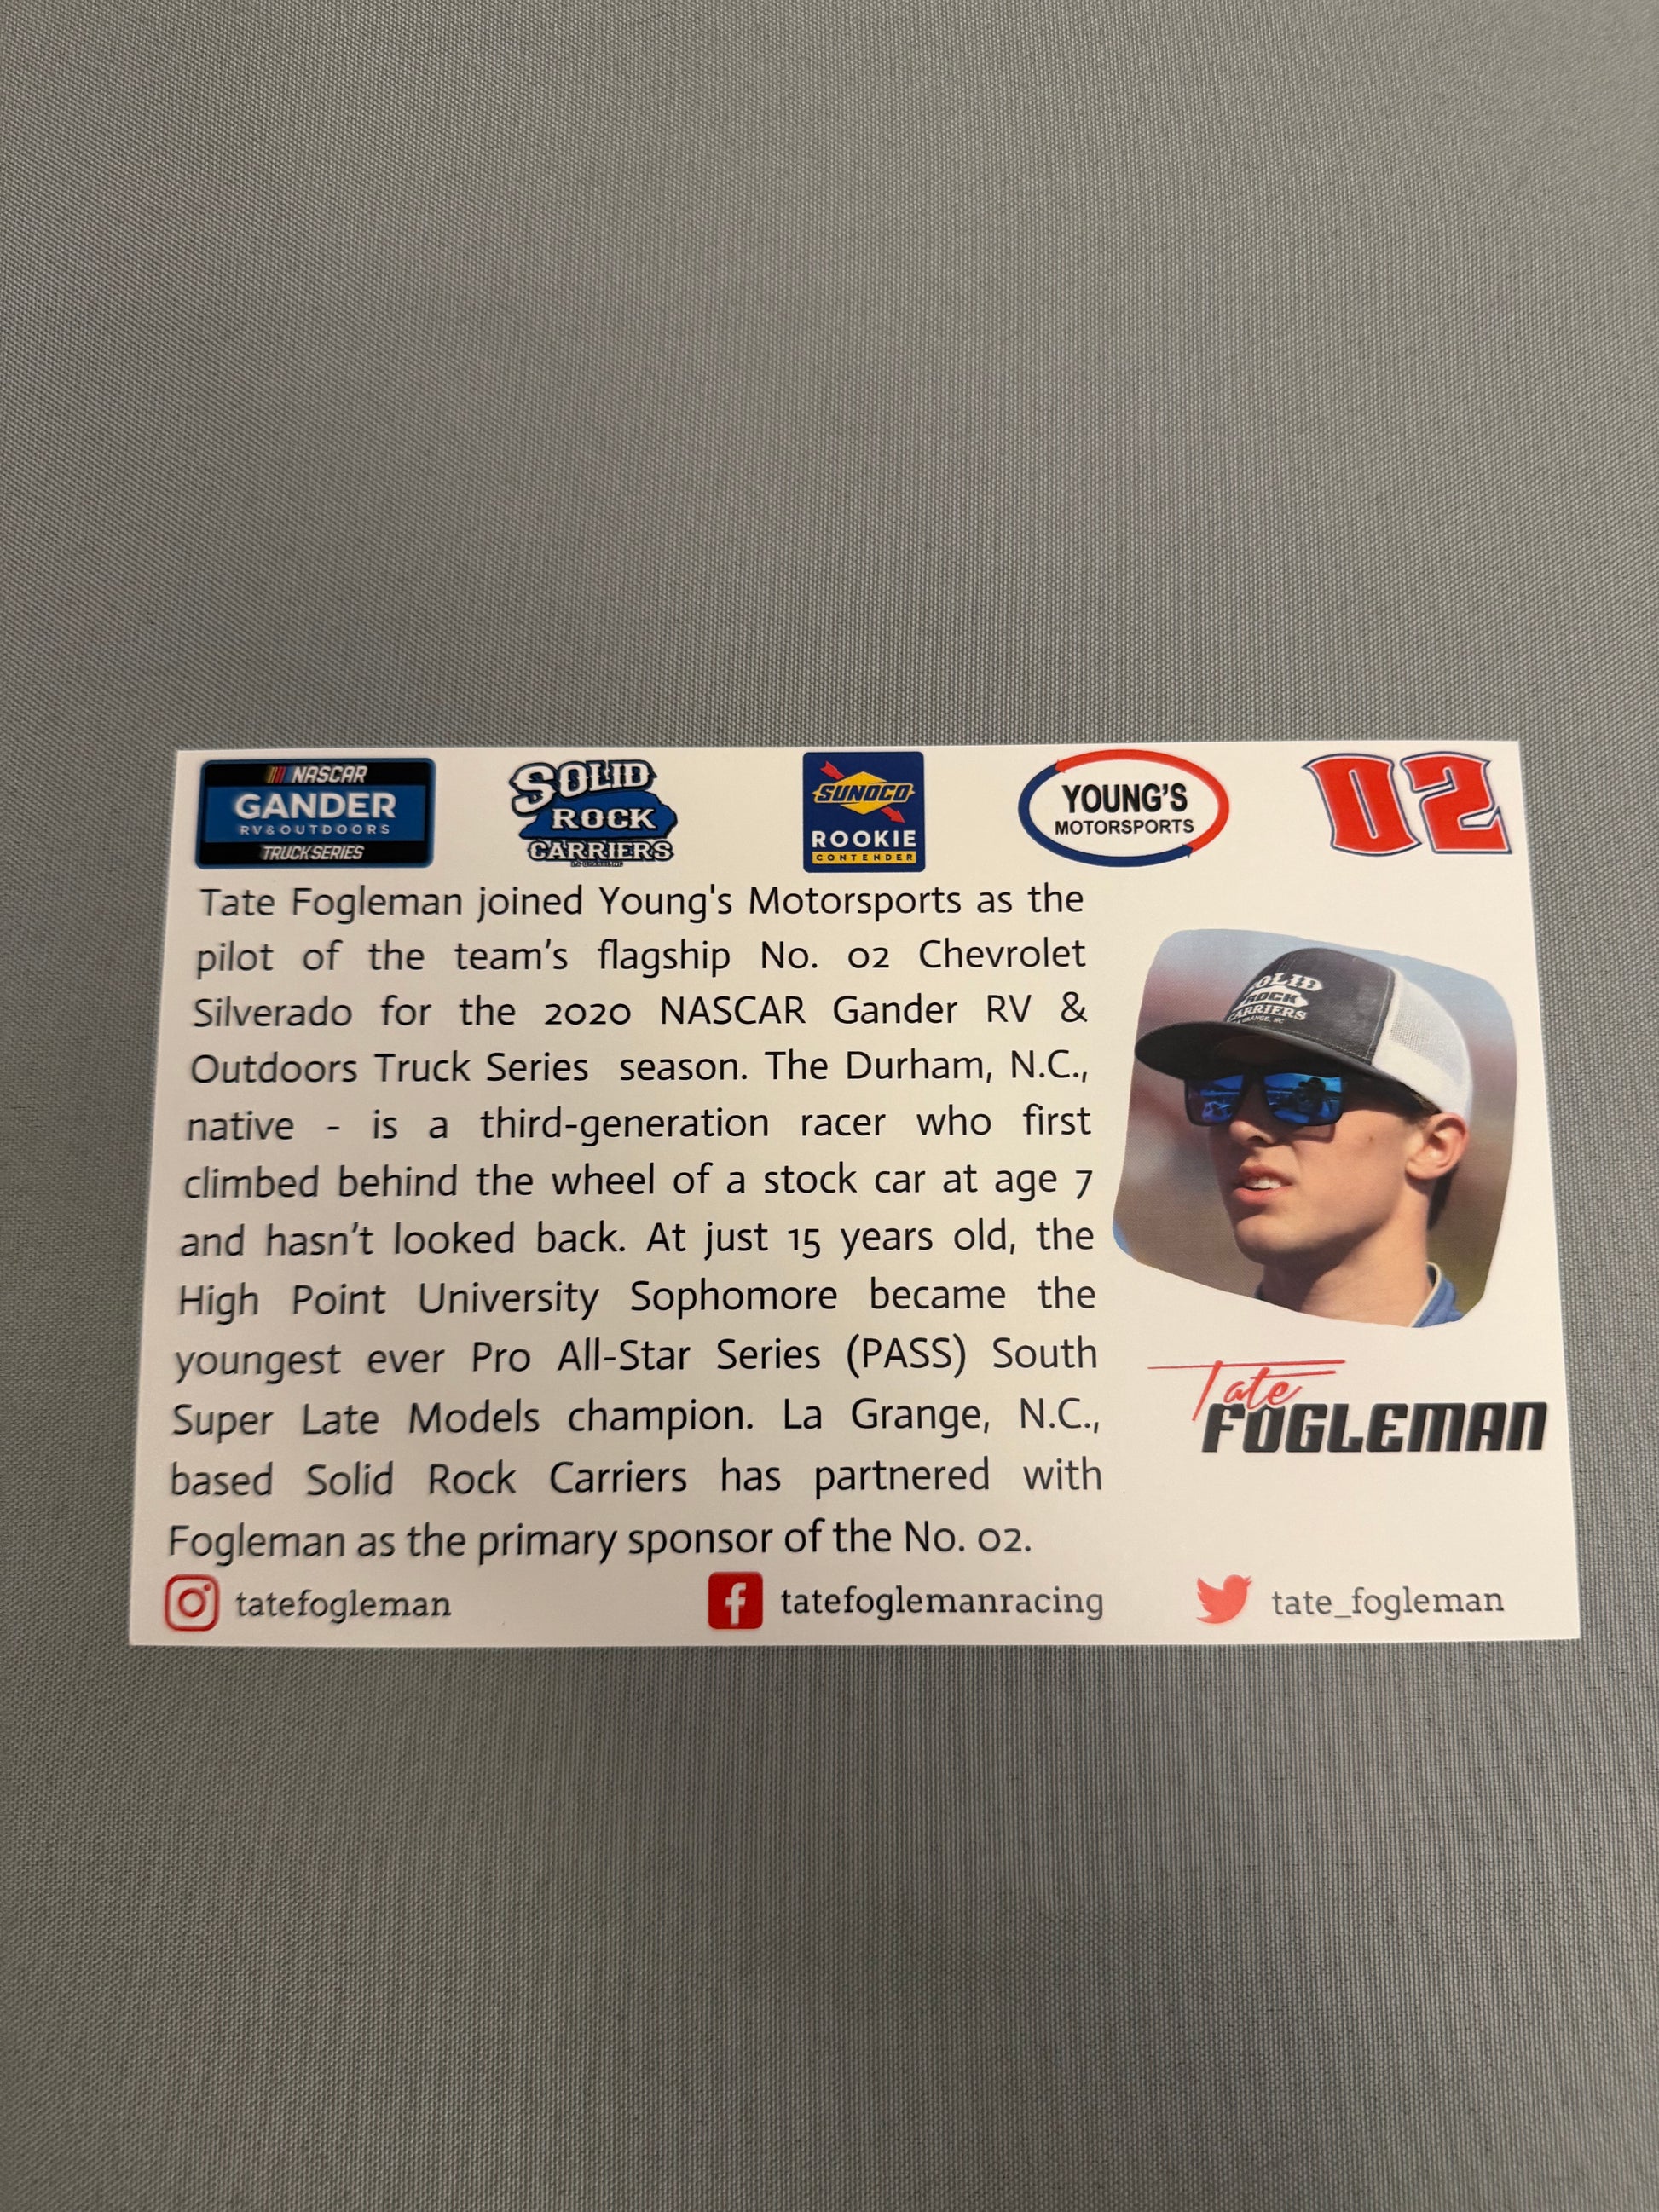 NASCAR
GANDER
RV & OUTDOORS
TRUCK SERIES
SOLID
ROCK
CARRIERS
SUNOCO
ROOKIE
CONTENDER
YOUNG'S
MOTORSPORTS
02
Tate Fogleman joined Young's Motorsports as the
pilot of the team's flagship No. 02 Chevrolet
Silverado for the 2020 NASCAR Gander RV &
Outdoors Truck Series season. The Durham, N.C.,
native - is a third-generation racer who first
climbed behind the wheel of a stock car at age 7
and hasn't looked back. At just 15 years old, the
High Point University Sophomore became the
youngest ever Pro All-Star Series (PASS) South
Super Late Models champion. La Grange, N.C.,
based Solid Rock Carriers has partnered with
Fogleman as the primary sponsor of the No. 02.
SOLID
ROCK
CARRIERS
Tate
FOGLEMAN
tatefogleman
tatefoglemanracing
tate_fogleman